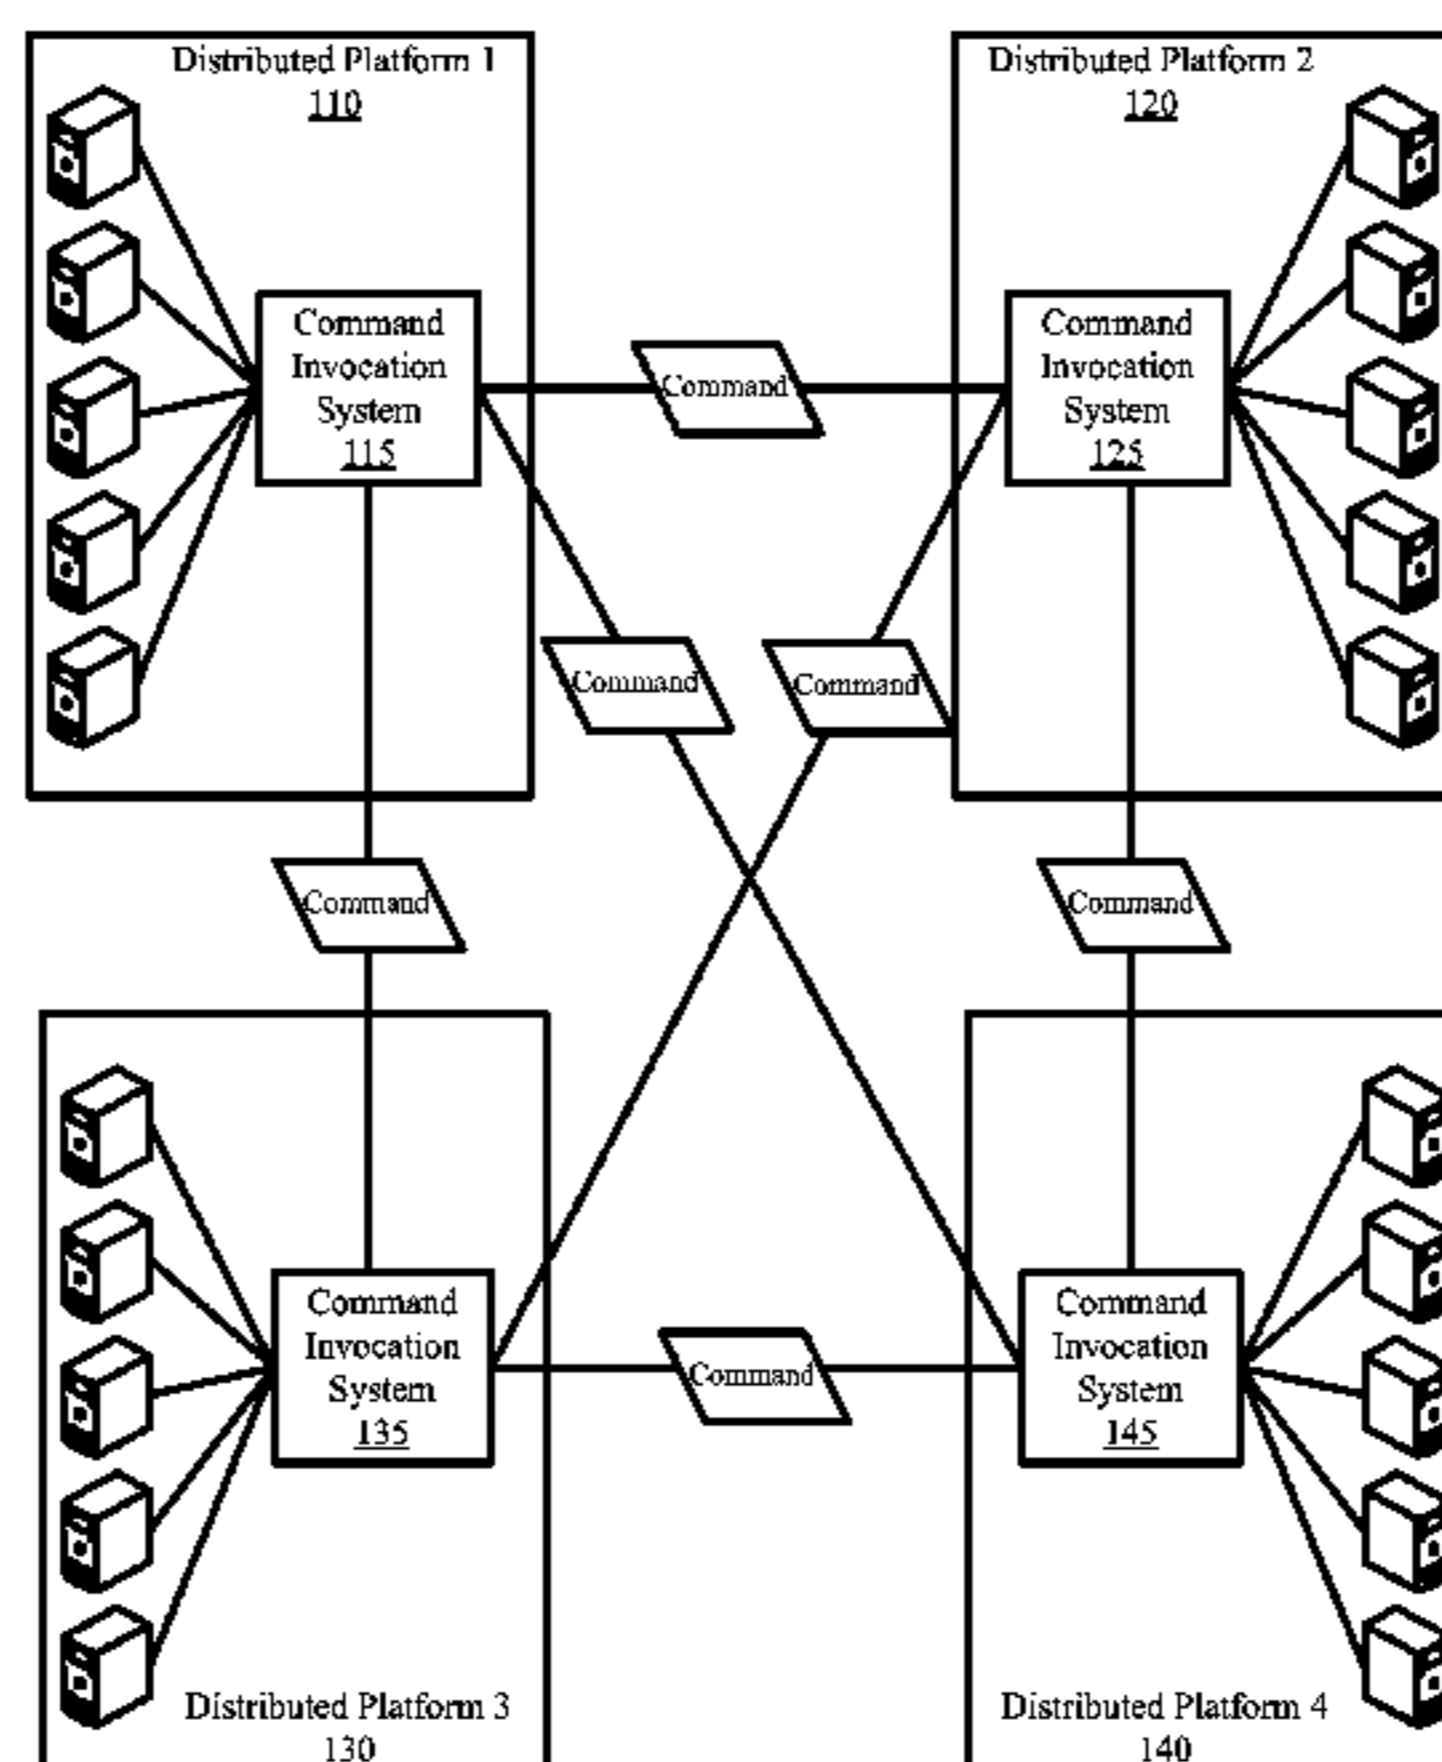 Distributed Platform 1
110
Distributed Platform 2
120
Command
Invocation
System
115
Command
Command
Invocation
System
125
Command
Command
Command
Command
Command
Invocation
System
135
Command
Command
Invocation
System
145
Distributed Platform 3
130
Distributed Platform 4
140